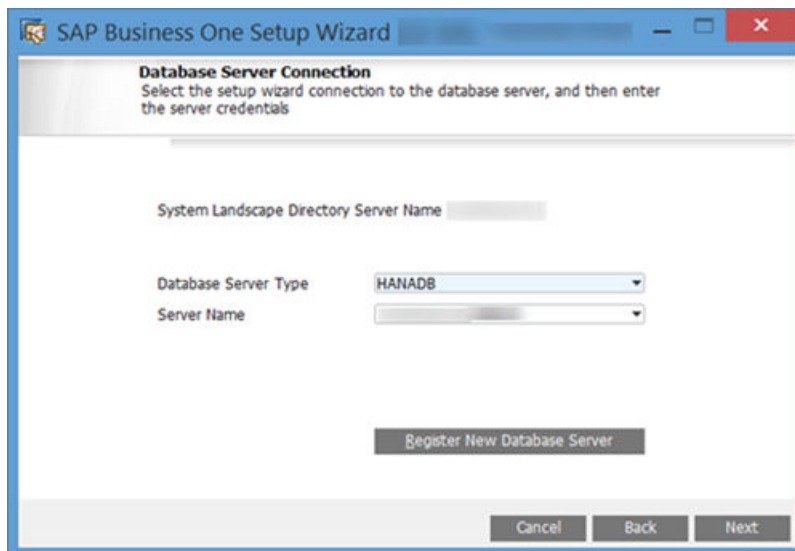 SAP Business One Setup Wizard
Database Server Connection
Select the setup wizard connection to the database server, and then enter
the server credentials
System Landscape Directory Server Name
Database Server Type HANADB
Server Name
Register New Database Server
Cancel Back Next